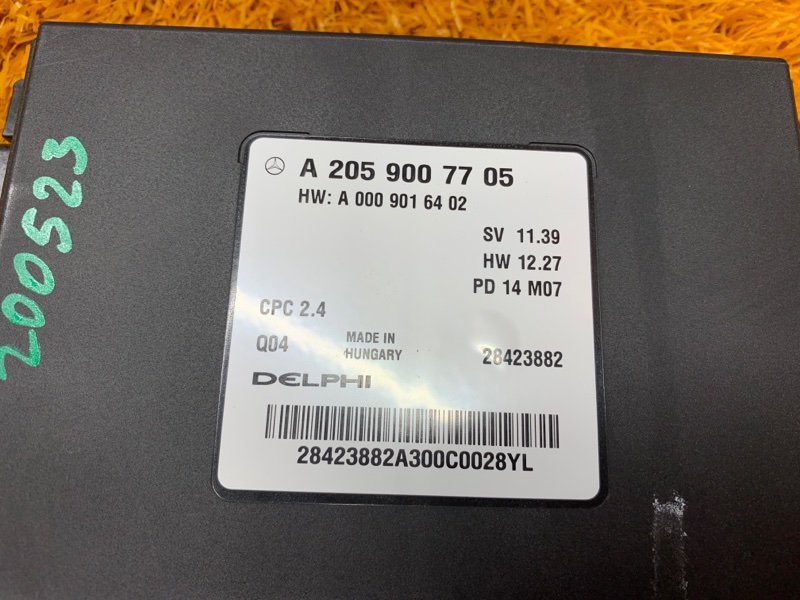 200523
A 205 900 77 05
HW: A 000 901 64 02
SV 11.39
HW 12.27
PD 14 M07
CPC 2.4
Q04
MADE IN
HUNGARY
28423882
DELPHI
28423882A300C0028YL